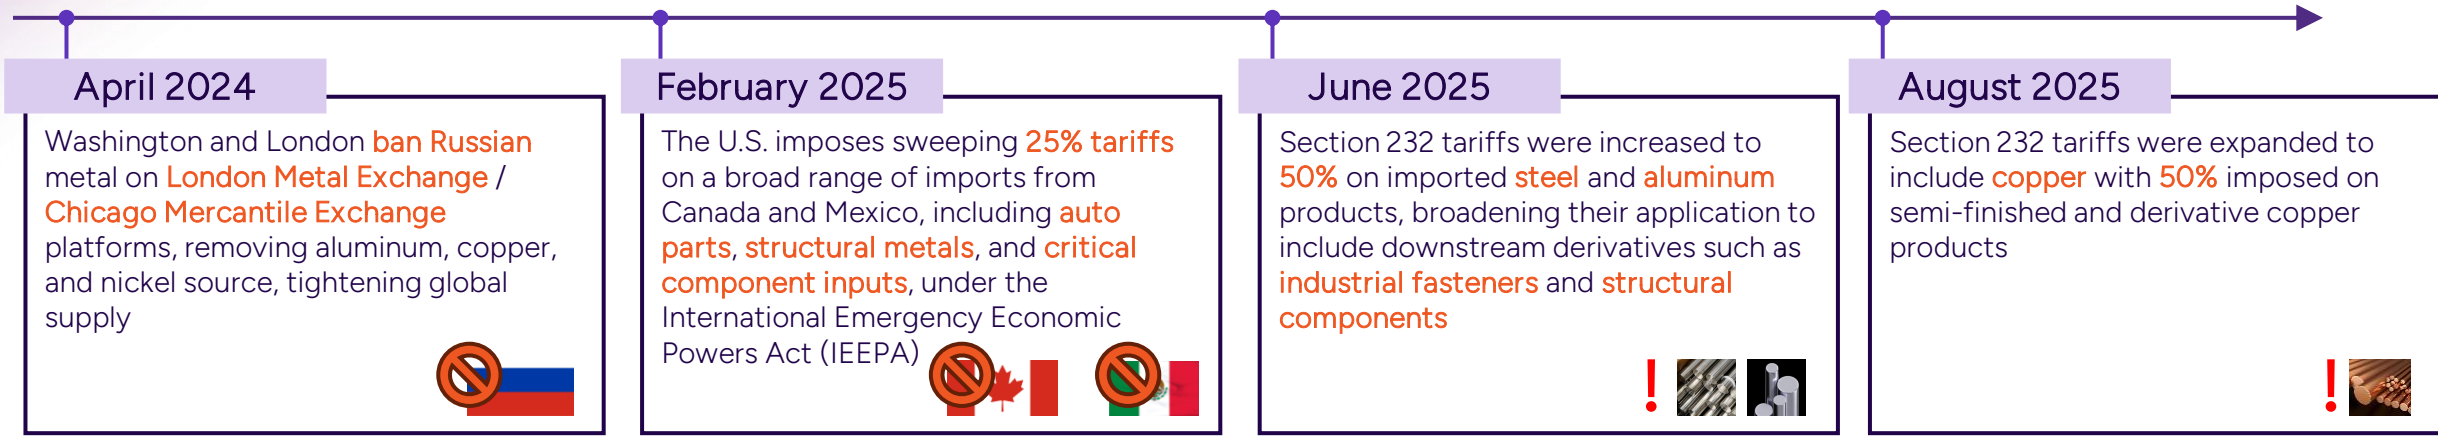 April 2024
Washington and London ban Russian
metal on London Metal Exchange /
Chicago Mercantile Exchange
platforms, removing aluminum, copper,
and nickel source, tightening global
supply
February 2025
The U.S. imposes sweeping 25% tariffs
on a broad range of imports from
Canada and Mexico, including auto
parts, structural metals, and critical
component inputs, under the
International Emergency Economic
Powers Act (IEEPA)
June 2025
Section 232 tariffs were increased to
50% on imported steel and aluminum
products, broadening their application to
include downstream derivatives such as
industrial fasteners and structural
components
!
August 2025
Section 232 tariffs were expanded to
include copper with 50% imposed on
semi-finished and derivative copper
products
!